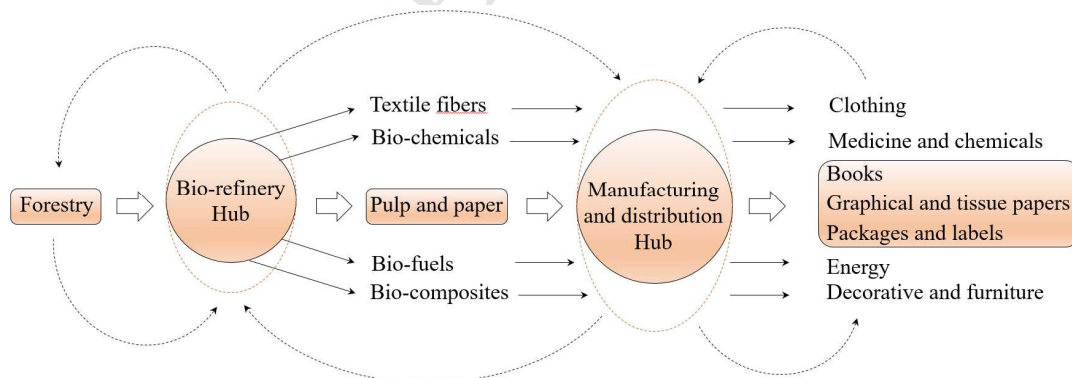 Forestry
Bio-refinery
Hub
Textile fibers
Bio-chemicals
Pulp and paper
Bio-fuels
Bio-composites
Manufacturing
and distribution
Hub
Clothing
Medicine and chemicals
Books
Graphical and tissue papers
Packages and labels
Energy
Decorative and furniture